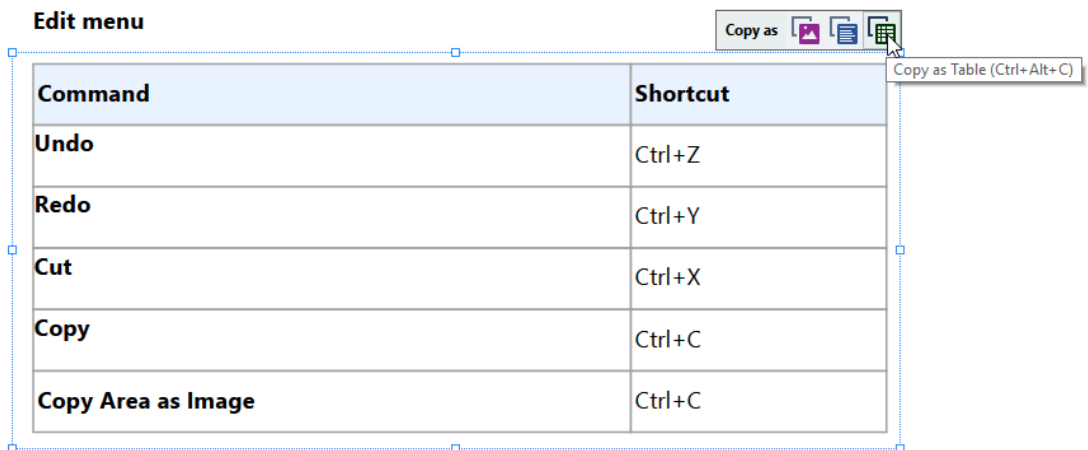 Edit menu
Copy as
Copy as Table (Ctrl+Alt+C)
Command Shortcut
Undo Ctrl+Z
Redo Ctrl+Y
Cut Ctrl+X
Copy Ctrl+C
Copy Area as Image Ctrl+C